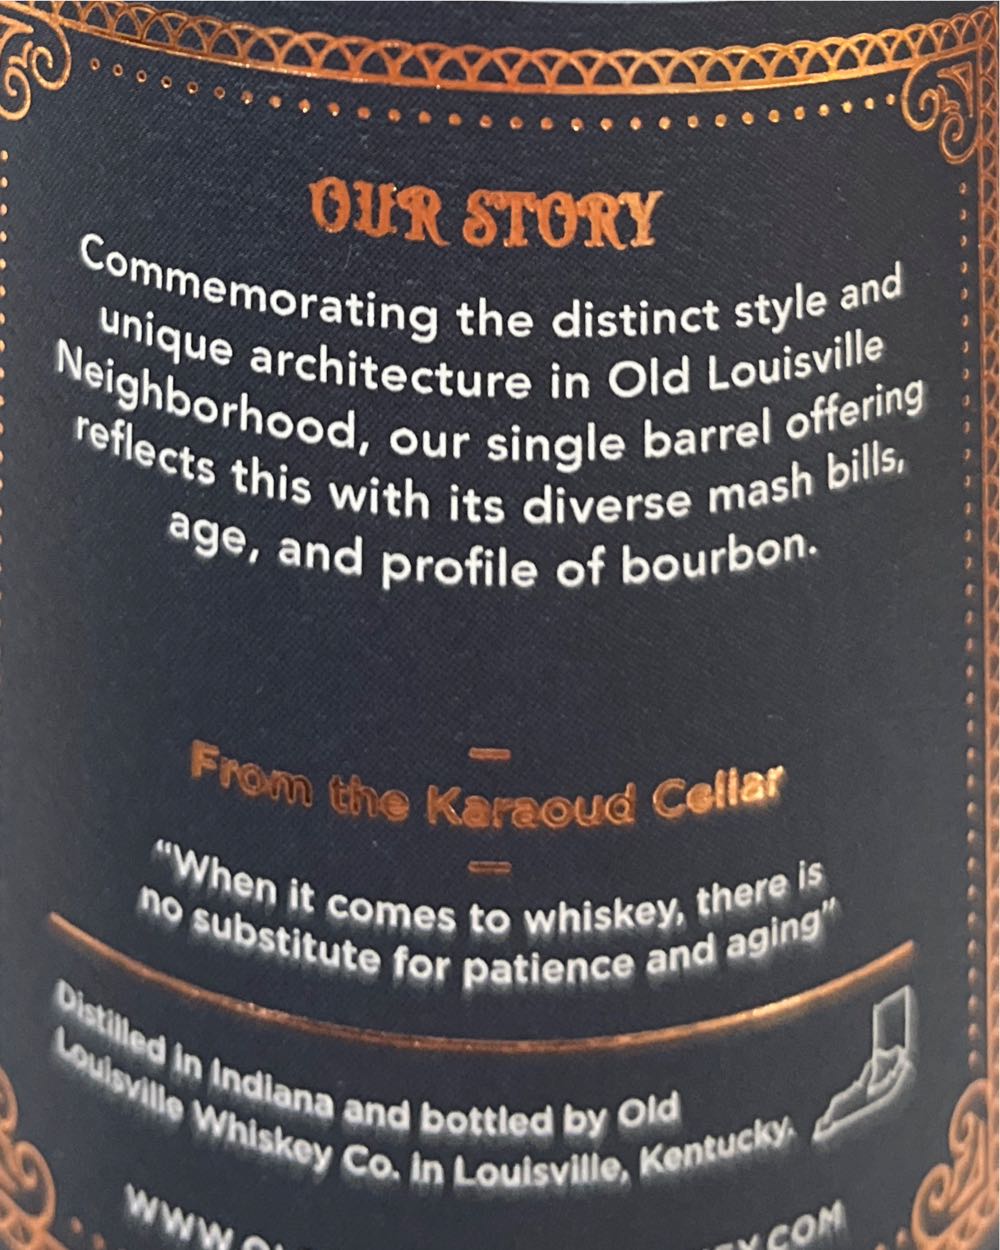 OUR STORY
Commemorating the distinct style and
unique architecture in Old Louisville
Neighborhood, our single barrel offering
reflects this with its diverse mash bills,
age, and profile of bourbon.
From the Karaoud Cellar
“When it comes to whiskey, there is
no substitute for patience and aging”
Distilled in Indiana and bottled by Old
Louisville Whiskey Co. in Louisville, Kentucky.